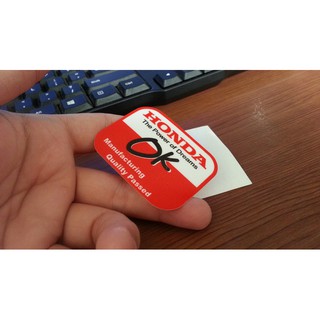 HONDA
The Power of Dreams
OK
Manufacturing
Quality Passed